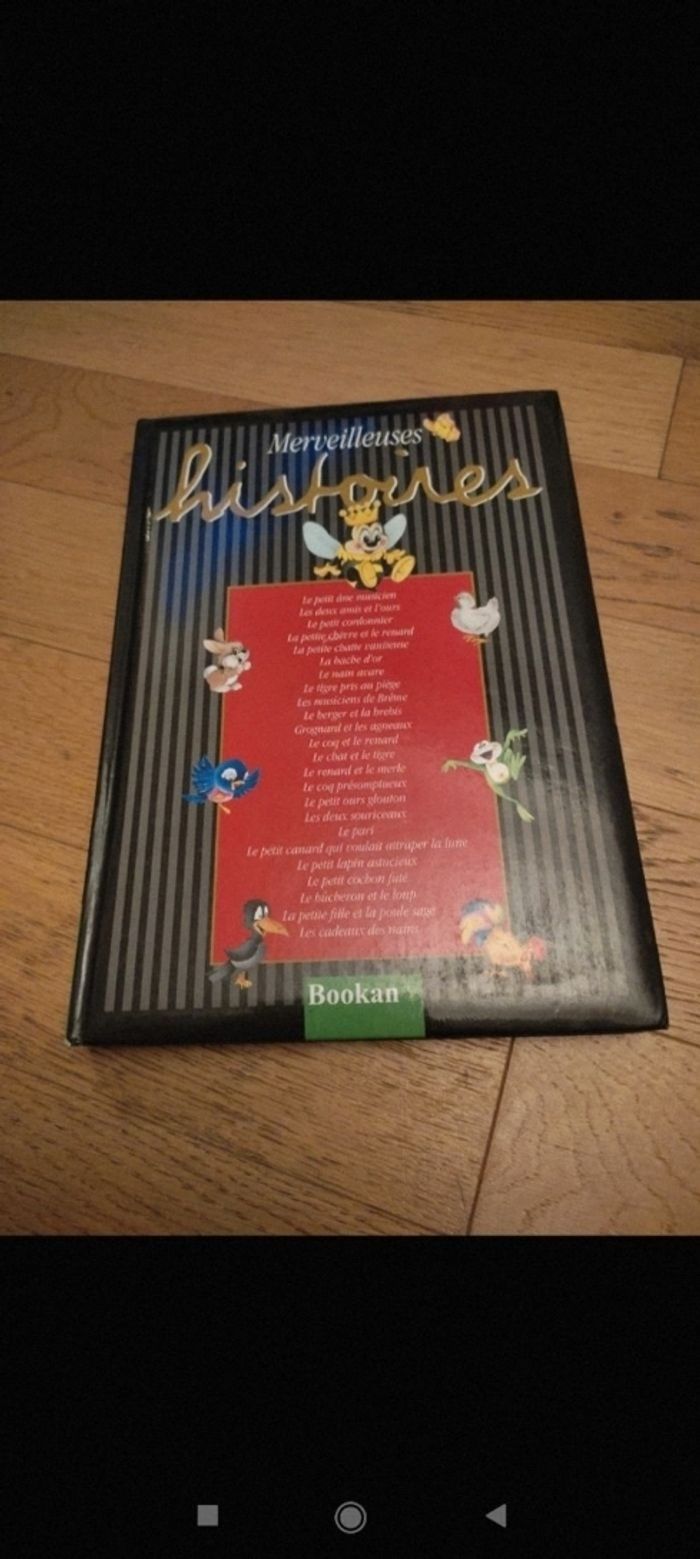 Merveilleuses
histoires
Le petit âne musicien
Les deux amis et l'ours
Le petit cordonnier
La petite chèvre et le renard
La petite chatte vaniteuse
La hache d'or
Le nain avare
Le tigre pris au piège
Les musiciens de Brême
Le berger et la brebis
Grognard et les agneaux
Le coq et le renard
Le chat et le tigre
Le renard et le merle
Le coq présomptueux
Le petit ours glouton
Les deux souriceaux
Le pari
Le petit canard qui voulait attraper la lune
Le petit lapin astucieux
Le petit cochon futé
Le bûcheron et le loup
La petite fille et la poule sage
Les cadeaux des nains
Bookan